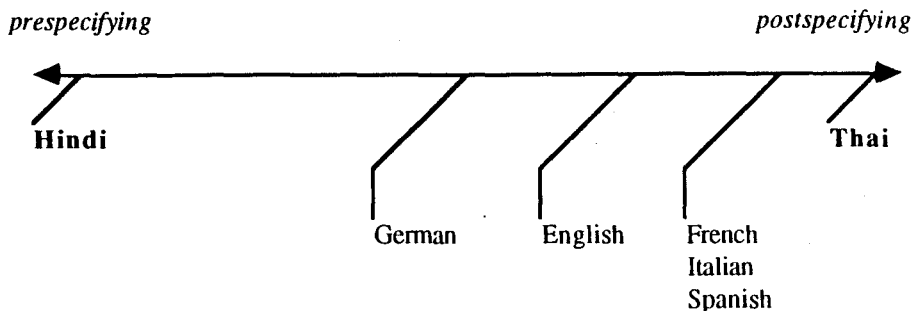 prespecifying postspecifying
Hindi Thai
German English French
Italian
Spanish